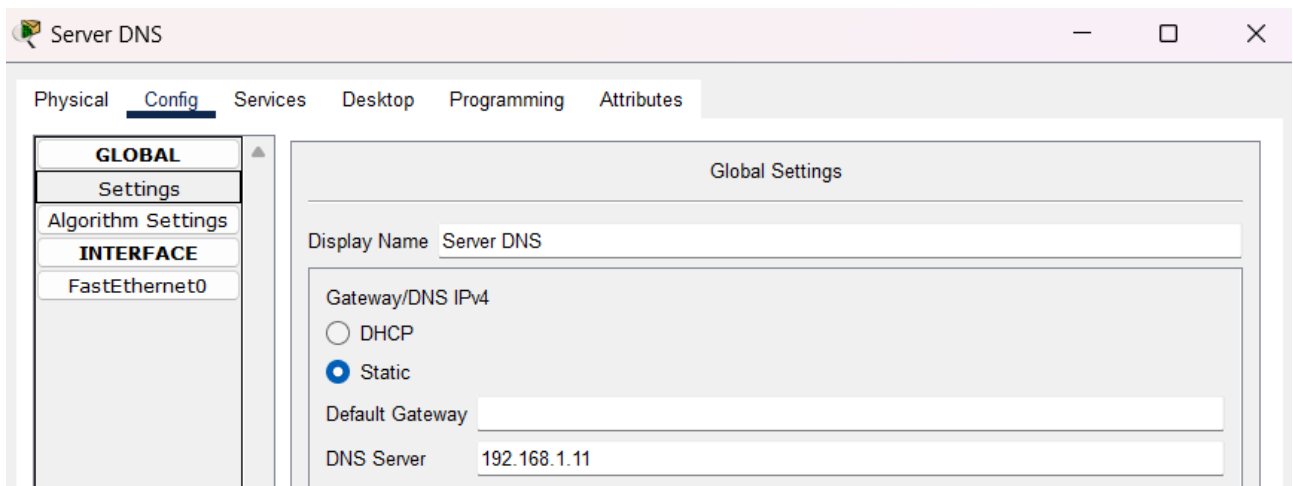 Server DNS
Physical Config Services Desktop Programming Attributes
GLOBAL
Settings
Algorithm Settings
INTERFACE
FastEthernet0
Global Settings
Display Name Server DNS
Gateway/DNS IPv4
DHCP
Static
Default Gateway
DNS Server 192.168.1.11